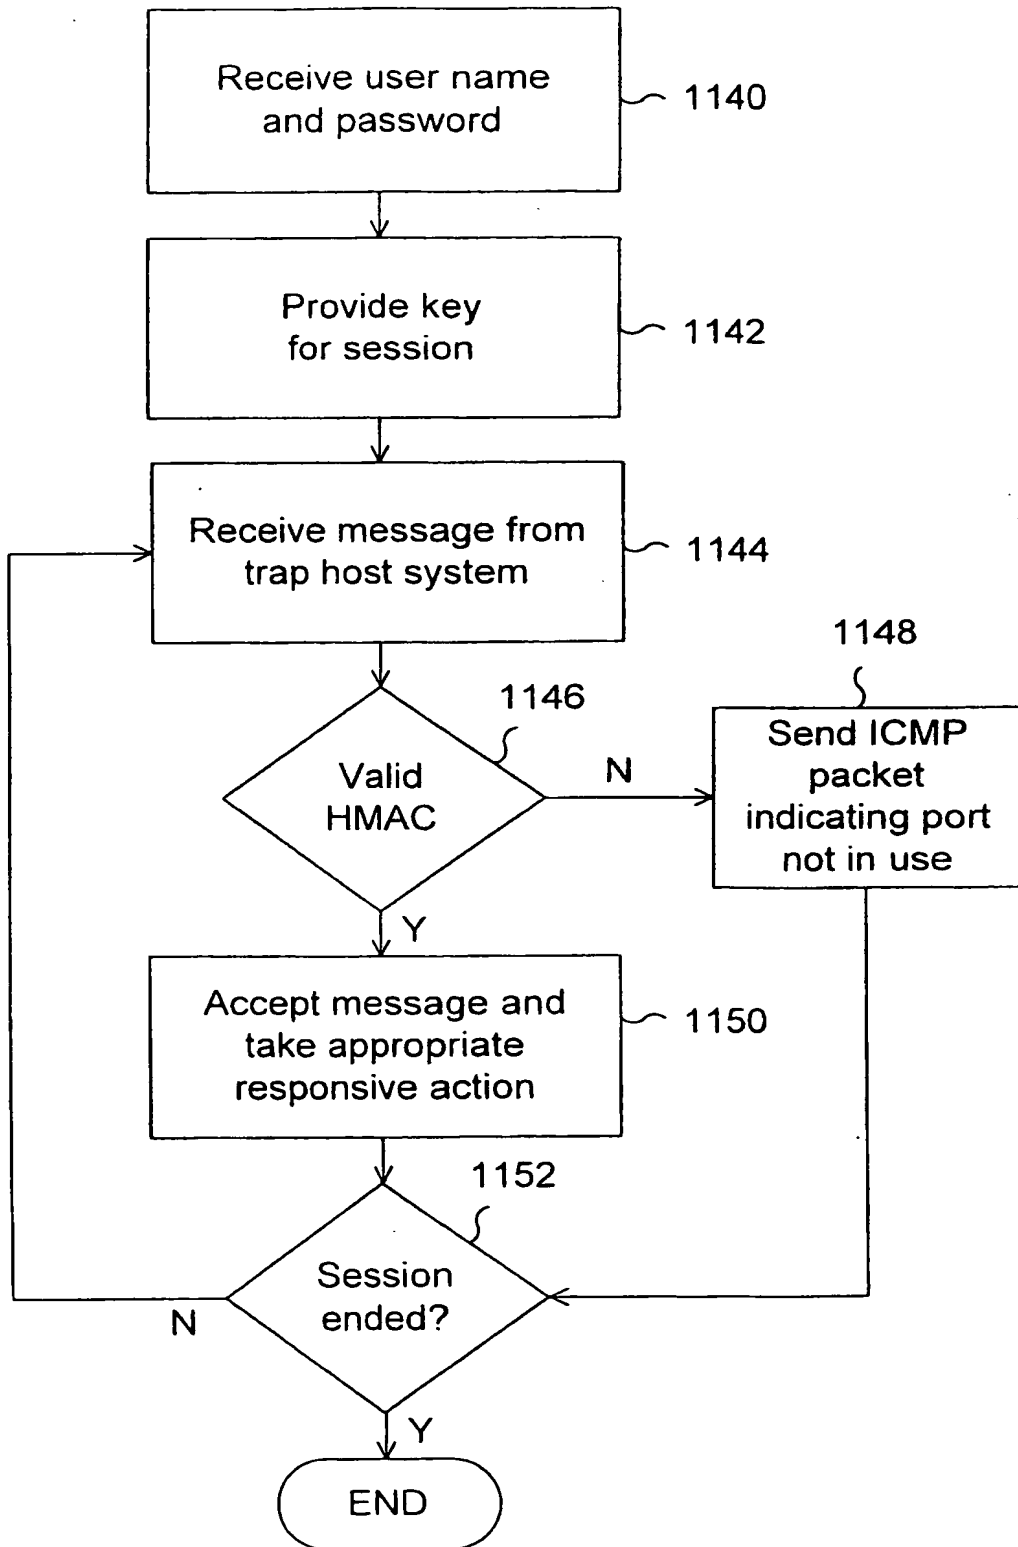 Receive user name
and password
1140
Provide key
for session
1142
Receive message from
trap host system
1144
1146
Valid
HMAC
N
1148
Send ICMP
packet
indicating port
not in use
Y
Accept message and
take appropriate
responsive action
1150
1152
Session
ended?
N
Y
END